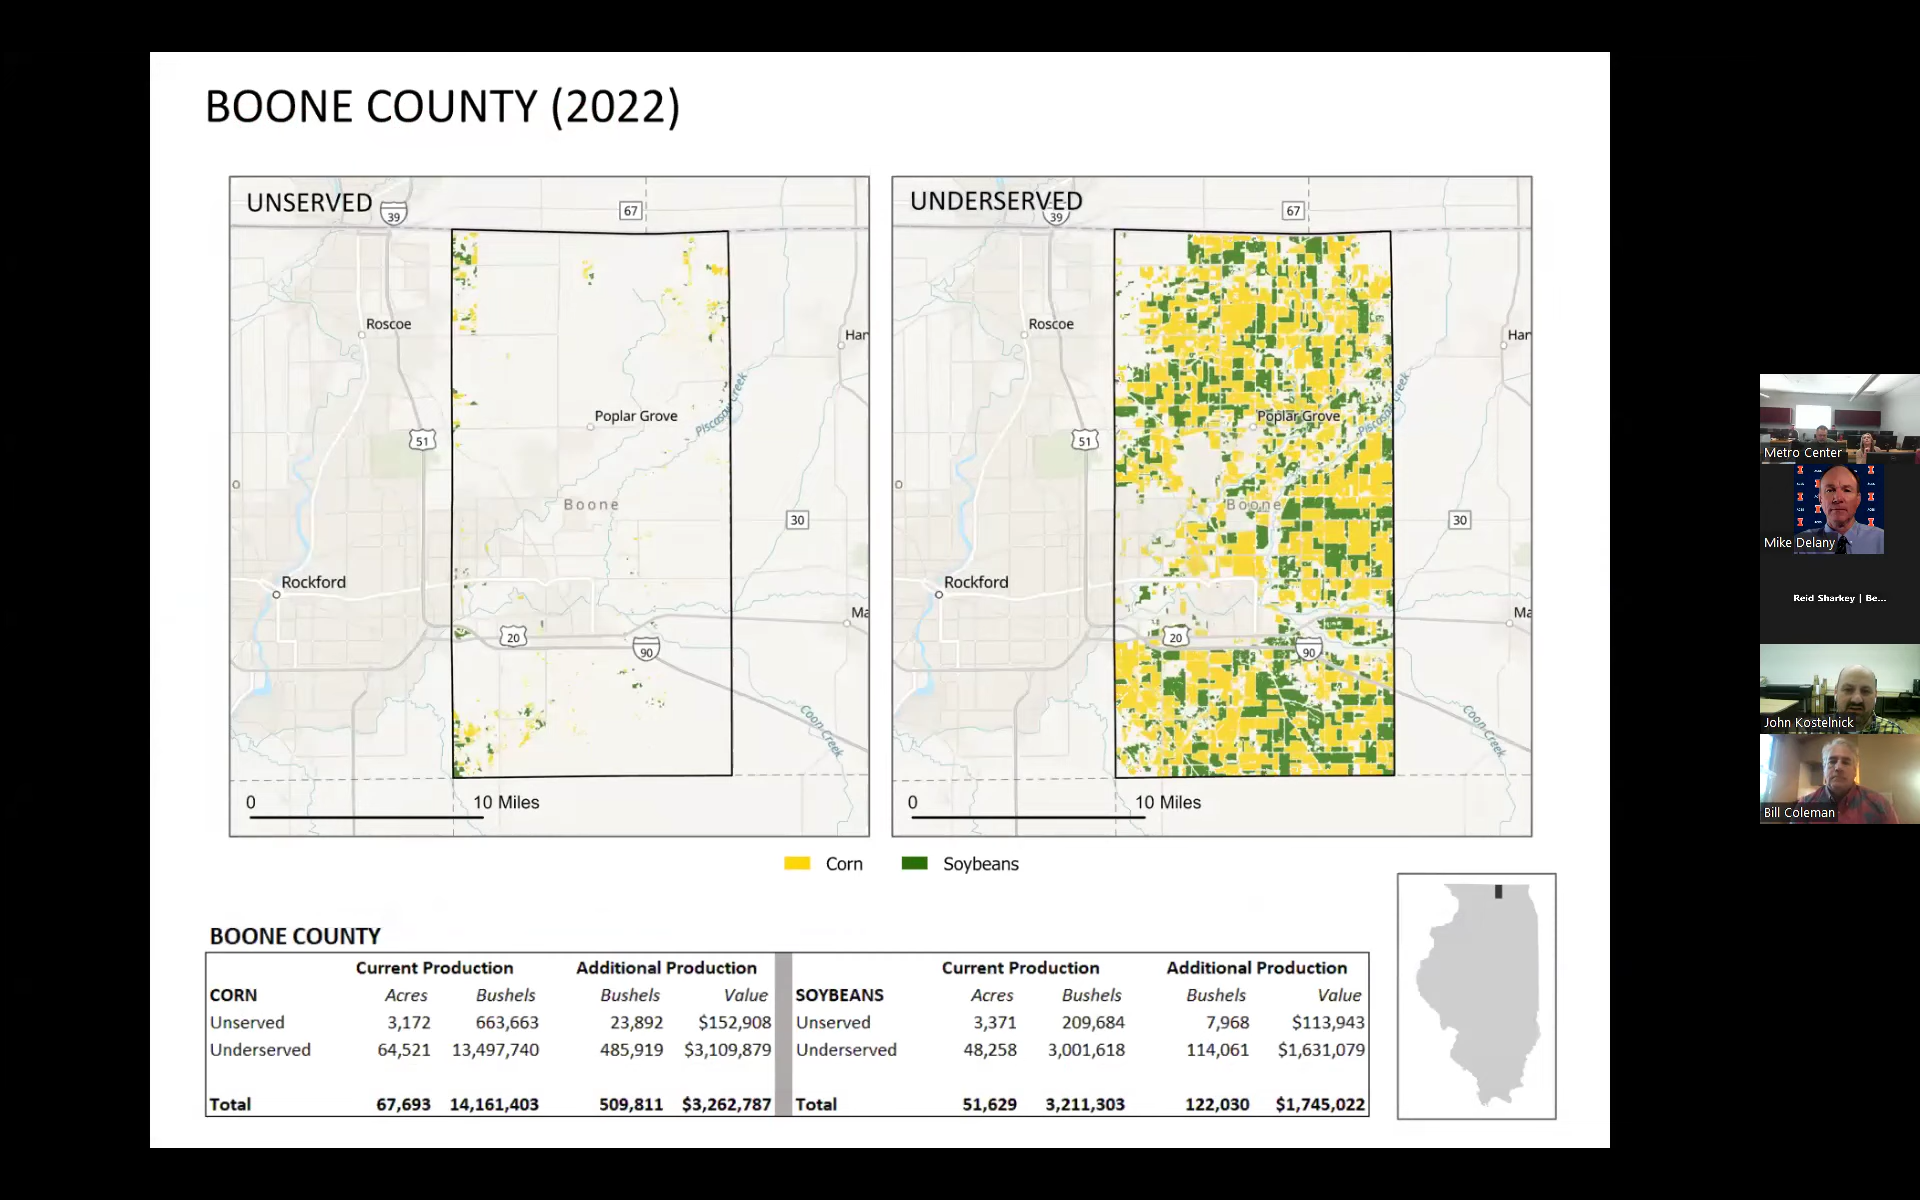 BOONE COUNTY (2022)
UNSERVED
39
67
Roscoe
Har
51
Poplar Grove
Piscasaw Creek
Boone
30
Rockford
Ma
20
90
Coon Creek
0 10 Miles
UNDERSERVED
39
67
Roscoe
Har
51
Poplar Grove
Piscasaw Creek
Boone
30
Rockford
Ma
20
90
Coon Creek
0 10 Miles
Corn Soybeans
BOONE COUNTY
Current Production Additional Production Current Production Additional Production
CORN Acres Bushels Bushels Value SOYBEANS Acres Bushels Bushels Value
Unserved 3,172 663,663 23,892 $152,908 Unserved 3,371 209,684 7,968 $113,943
Underserved 64,521 13,497,740 485,919 $3,109,879 Underserved 48,258 3,001,618 114,061 $1,631,079
Total 67,693 14,161,403 509,811 $3,262,787 Total 51,629 3,211,303 122,030 $1,745,022
Metro Center
Mike Delany
Reid Sharkey | Be...
John Kostelnick
Bill Coleman